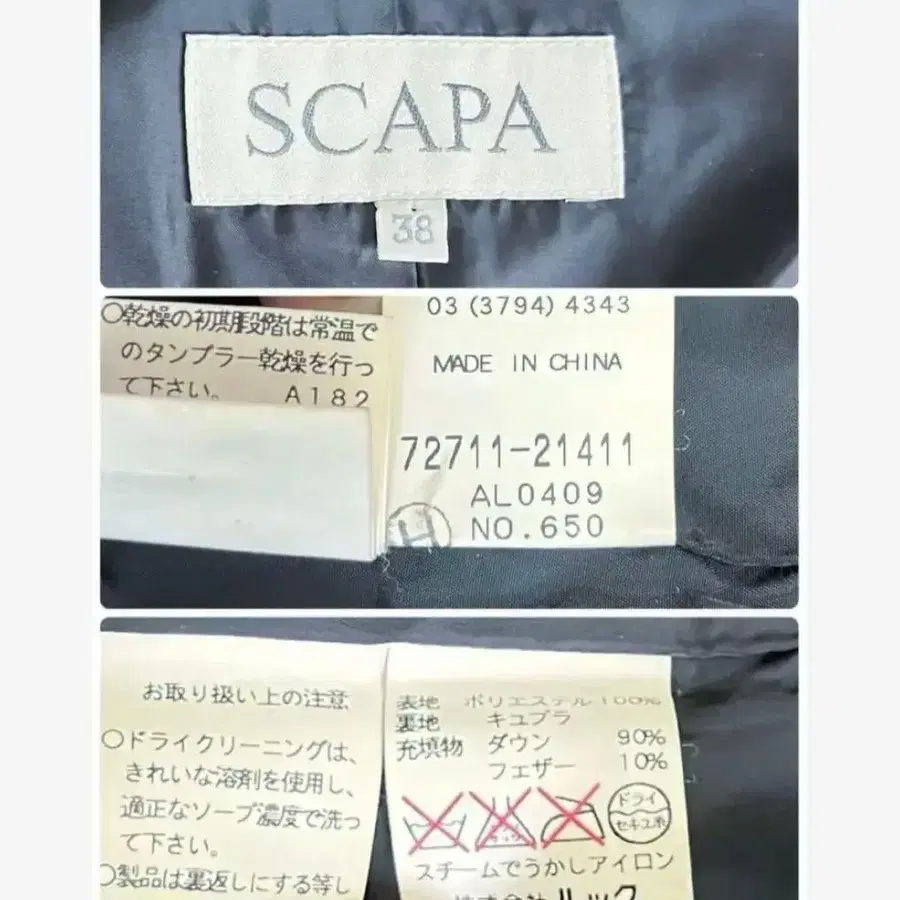 SCAPA
38
○乾燥の初期段階は常温で
のタンブラー乾燥を行っ
て下さい。 A182
03 (3794) 4343
MADE IN CHINA
72711-21411
AL0409
H NO.650
お取り扱い上の注意
○ドライクリーニングは、
きれいな溶剤を使用し、
適正なソープ濃度で洗っ
て下さい。
○製品は裏返しにする等し
表地 ポリエステル 100%
裏地 キュプラ
充填物 ダウン 90%
フェザー 10%
ドライ
セキユ系
スチームでうかしアイロン
株式会社 ルック